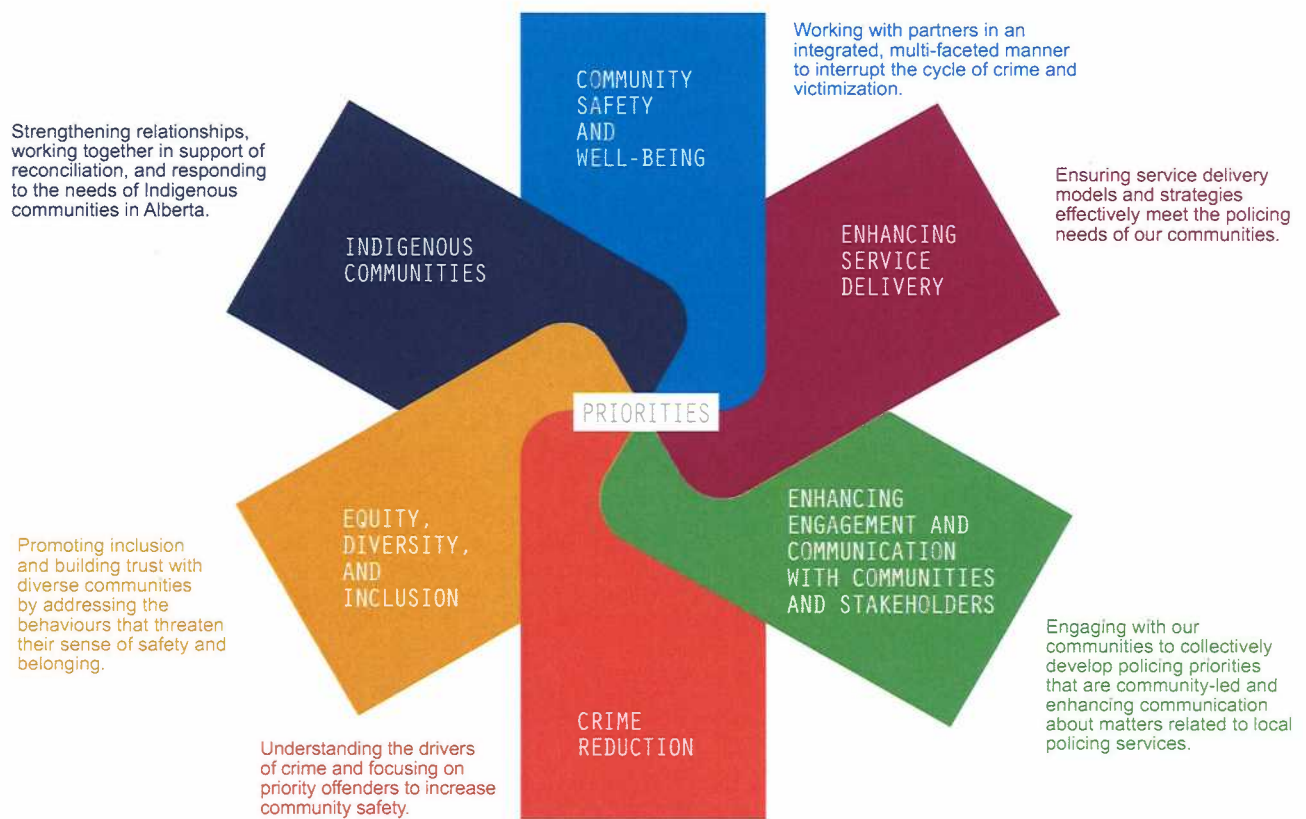 COMMUNITY
SAFETY
AND
WELL-BEING
Working with partners in an
integrated, multi-faceted manner
to interrupt the cycle of crime and
victimization.
Strengthening relationships,
working together in support of
reconciliation, and responding
to the needs of Indigenous
communities in Alberta.
INDIGENOUS
COMMUNITIES
ENHANCING
SERVICE
DELIVERY
Ensuring service delivery
models and strategies
effectively meet the policing
needs of our communities.
PRIORITIES
Promoting inclusion
and building trust with
diverse communities
by addressing the
behaviours that threaten
their sense of safety and
belonging.
EQUITY,
DIVERSITY,
AND
INCLUSION
ENHANCING
ENGAGEMENT AND
COMMUNICATION
WITH COMMUNITIES
AND STAKEHOLDERS
Engaging with our
communities to collectively
develop policing priorities
that are community-led and
enhancing communication
about matters related to local
policing services.
Understanding the drivers
of crime and focusing on
priority offenders to increase
community safety.
CRIME
REDUCTION